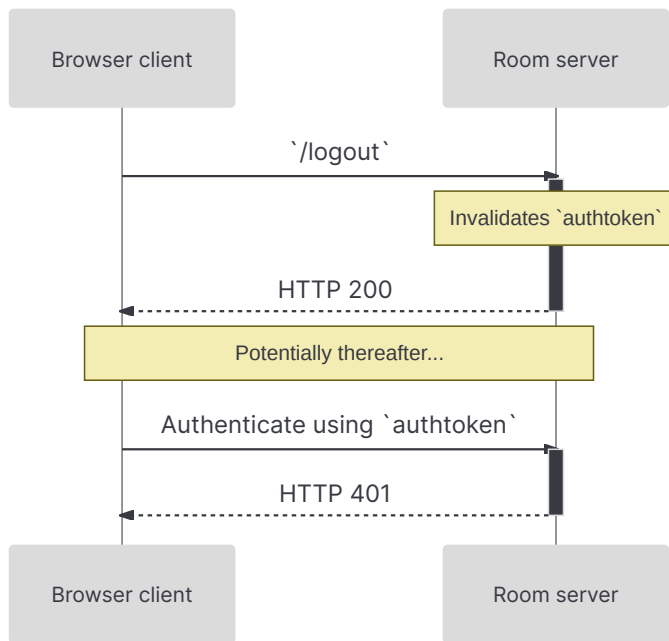 Browser client
Room server
`/logout`
Invalidates `authtoken`
HTTP 200
Potentially thereafter...
Authenticate using `authtoken`
HTTP 401
Browser client
Room server